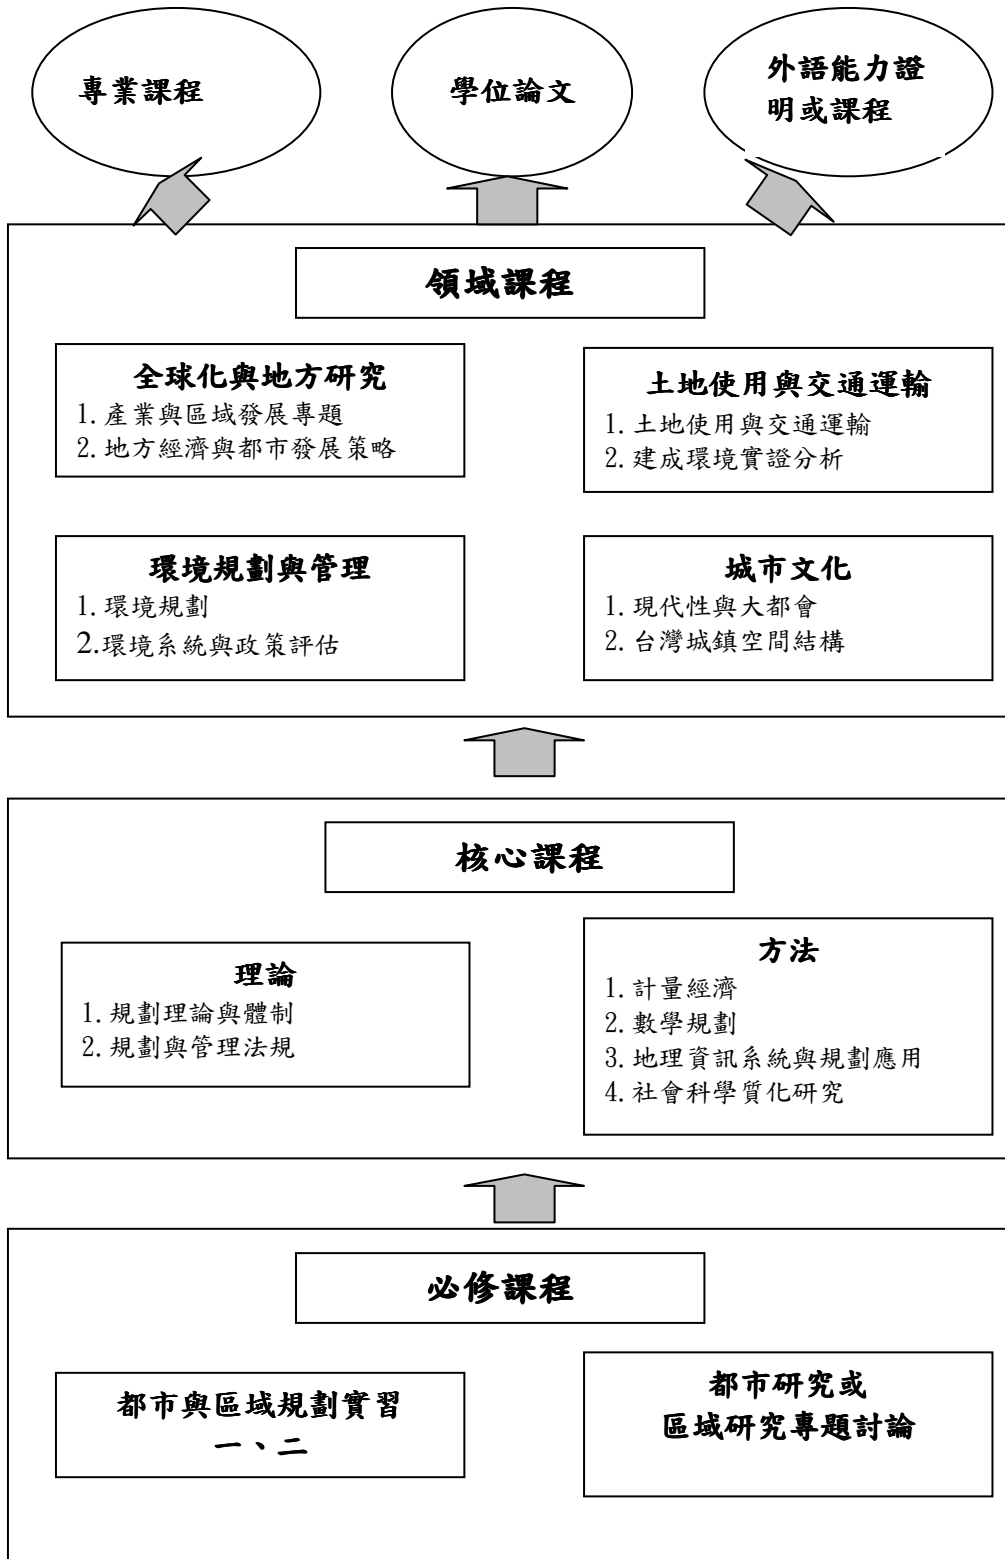 專業課程
學位論文
外語能力證
明或課程
領域課程
全球化與地方研究
1. 產業與區域發展專題
2. 地方經濟與都市發展策略
土地使用與交通運輸
1. 土地使用與交通運輸
2. 建成環境實證分析
環境規劃與管理
1. 環境規劃
2.環境系統與政策評估
城市文化
1. 現代性與大都會
2. 台灣城鎮空間結構
核心課程
理論
1. 規劃理論與體制
2. 規劃與管理法規
方法
1. 計量經濟
2. 數學規劃
3. 地理資訊系統與規劃應用
4. 社會科學質化研究
必修課程
都市與區域規劃實習
一、二
都市研究或
區域研究專題討論